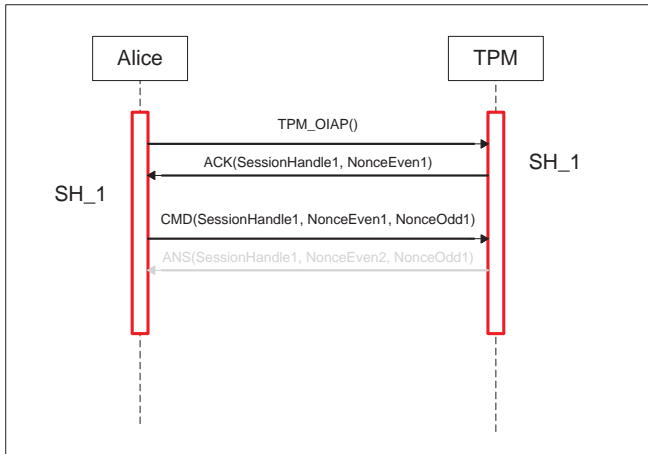 Alice
TPM
TPM_OIAP()
ACK(SessionHandle1, NonceEven1)
SH_1
SH_1
CMD(SessionHandle1, NonceEven1, NonceOdd1)
ANS(SessionHandle1, NonceEven2, NonceOdd1)